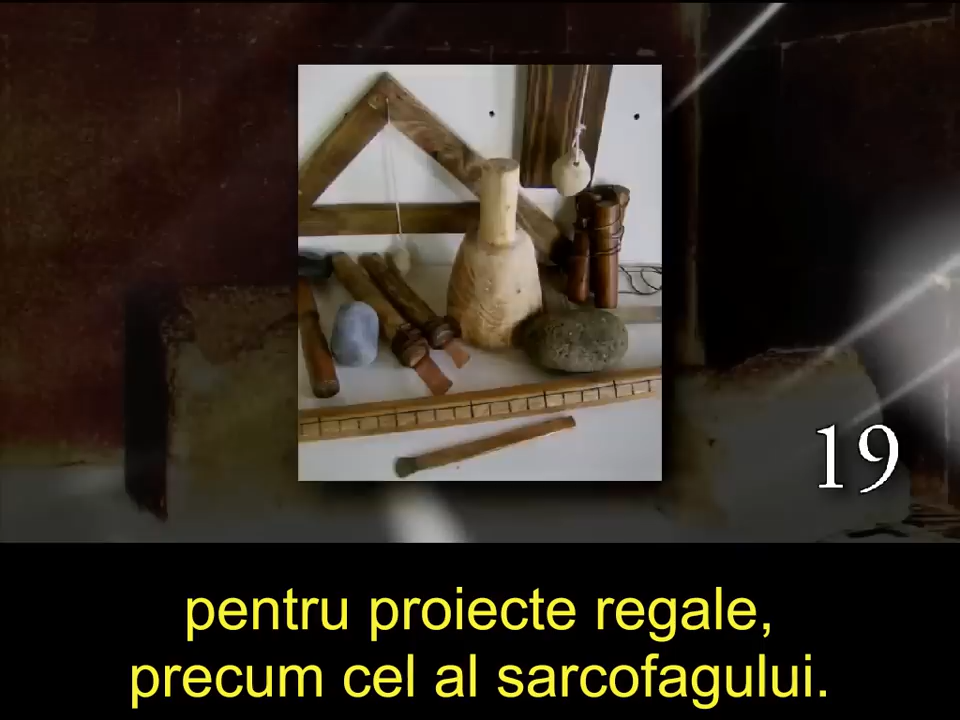 19
pentru proiecte regale,
precum cel al sarcofagului.